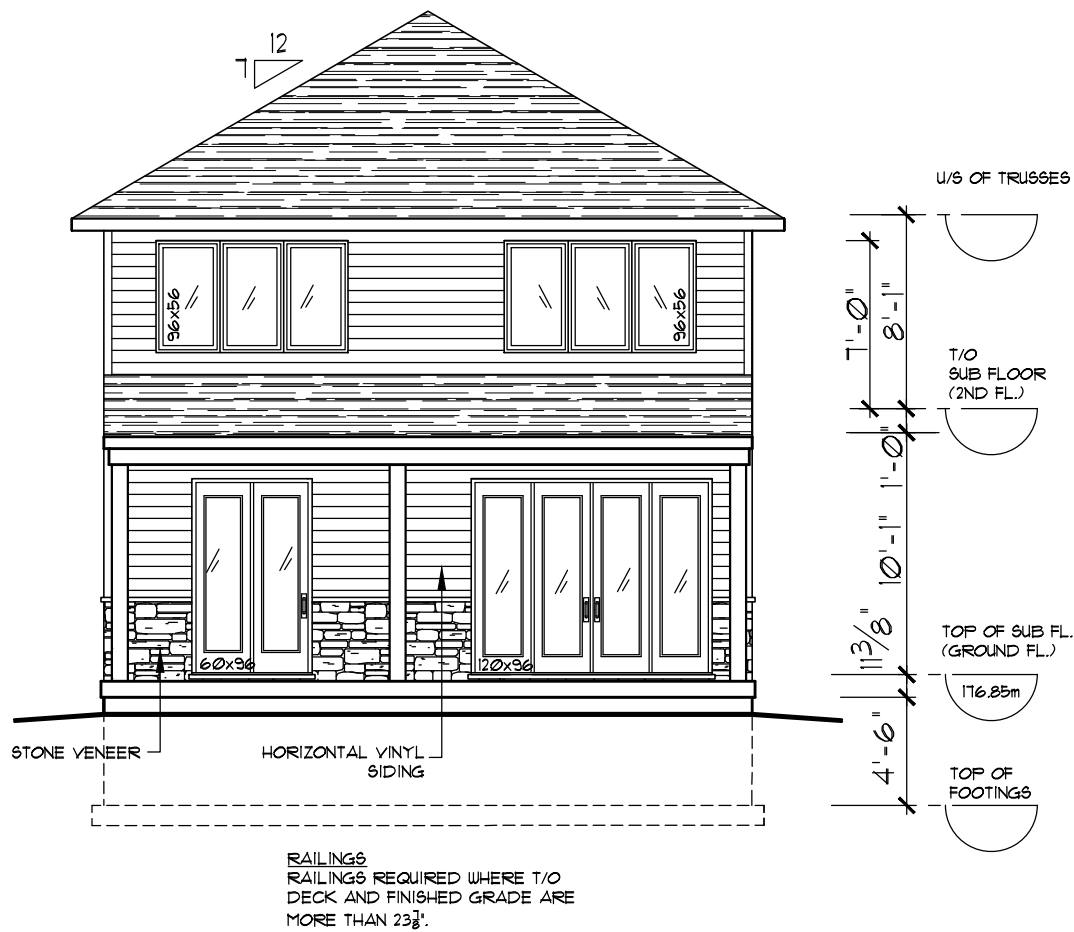 12
7
U/S OF TRUSSES
96x56
96x56
7'-0"
8'-1"
T/O
SUB FLOOR
(2ND FL.)
1'-0"
10'-1"
11 3/8"
TOP OF SUB FL.
(GROUND FL.)
176.85m
60x96
120x96
4'-6"
STONE VENEER
HORIZONTAL VINYL
SIDING
TOP OF
FOOTINGS
RAILINGS
RAILINGS REQUIRED WHERE T/O
DECK AND FINISHED GRADE ARE
MORE THAN 23⅞".